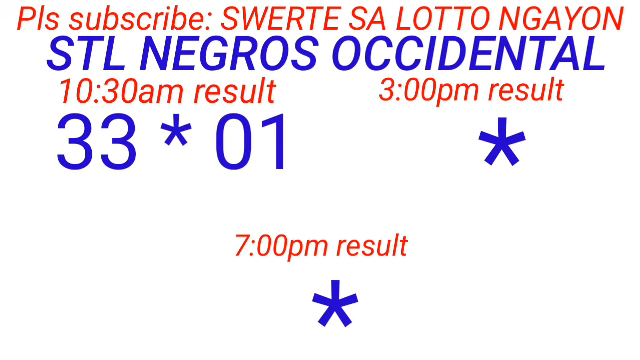 Pls subscribe: SWERTE SA LOTTO NGAYON
STL NEGROS OCCIDENTAL
10:30am result
33 * 01
3:00pm result
*
7:00pm result
*